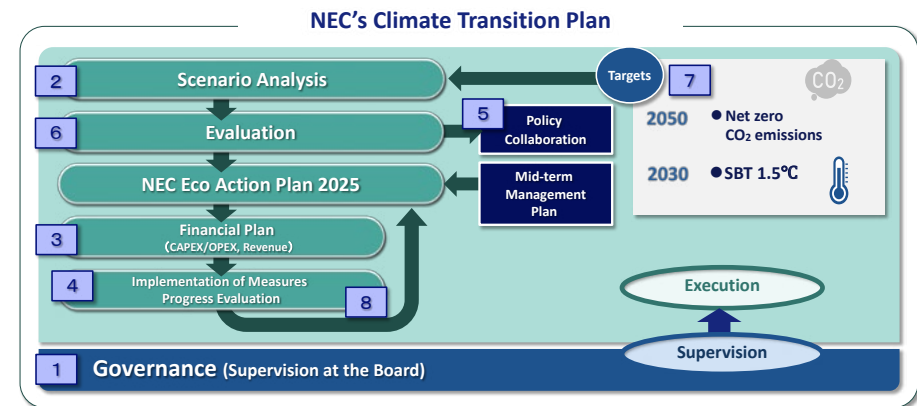 NEC’s Climate Transition Plan
2 Scenario Analysis
Targets
7
CO2
6 Evaluation
5
Policy
Collaboration
2050 ● Net zero
CO₂ emissions
NEC Eco Action Plan 2025
Mid-term
Management
Plan
2030 ●SBT 1.5℃
3 Financial Plan
(CAPEX/OPEX, Revenue)
4 Implementation of Measures
Progress Evaluation
8
Execution
Supervision
1 Governance (Supervision at the Board)